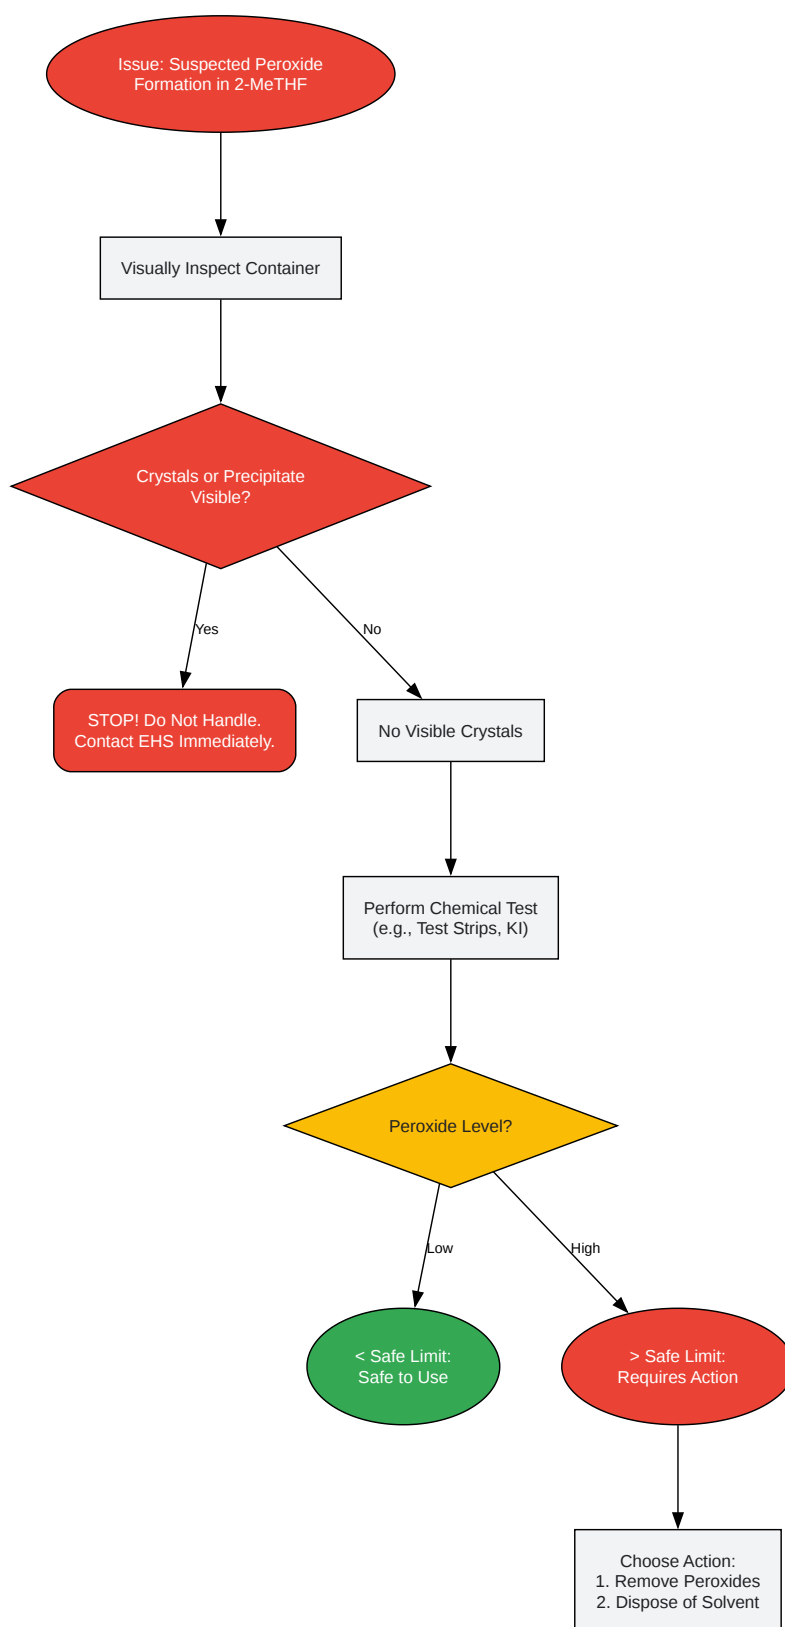 Issue: Suspected Peroxide
Formation in 2-MeTHF
Visually Inspect Container
Crystals or Precipitate
Visible?
Yes
No
STOP! Do Not Handle.
Contact EHS Immediately.
No Visible Crystals
Perform Chemical Test
(e.g., Test Strips, KI)
Peroxide Level?
Low
High
< Safe Limit:
Safe to Use
> Safe Limit:
Requires Action
Choose Action:
1. Remove Peroxides
2. Dispose of Solvent